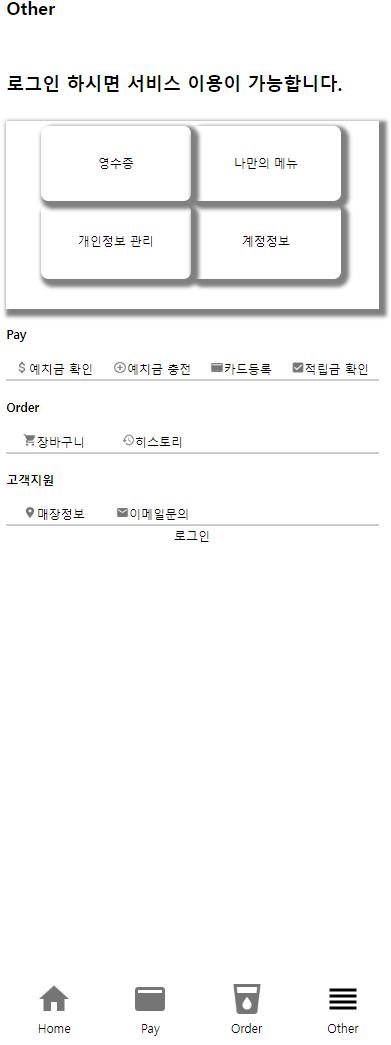 Other
로그인 하시면 서비스 이용이 가능합니다.
영수증 나만의 메뉴
개인정보 관리 계정정보
Pay
예치금 확인 예치금 충전 카드등록 적립금 확인
Order
장바구니 히스토리
고객지원
매장정보 이메일문의
로그인
Home Pay Order Other